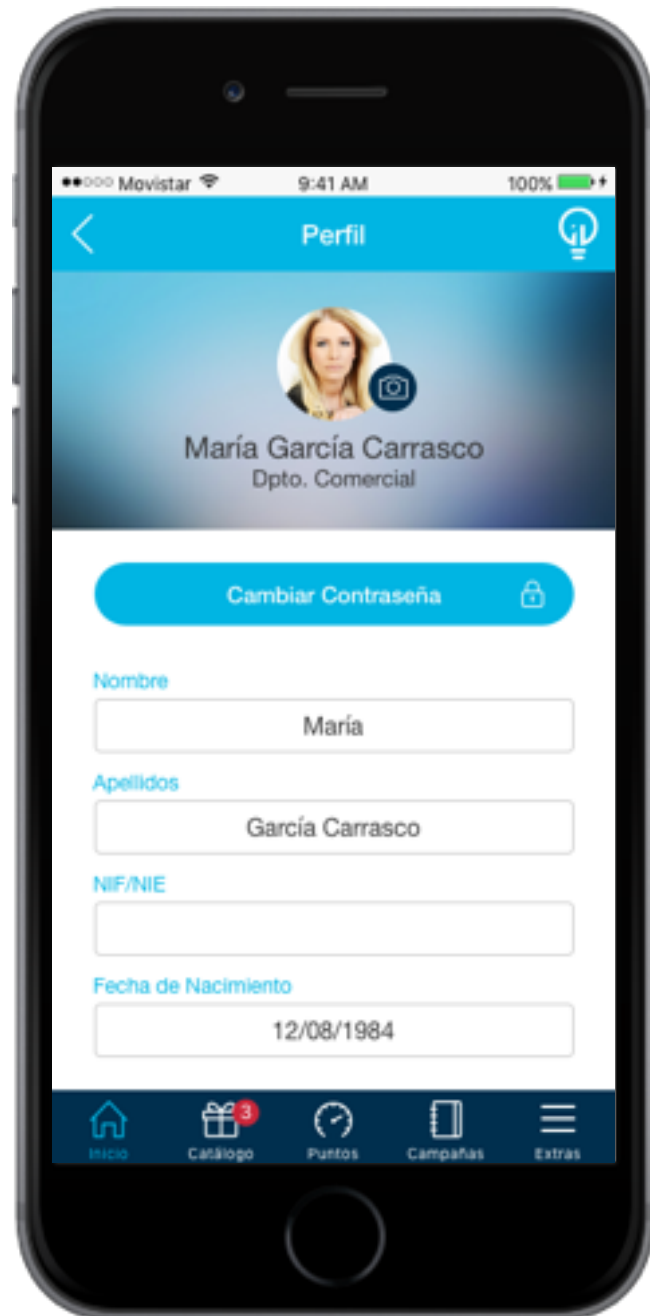 Movistar 9:41 AM 100%
Perfil
María García Carrasco
Dpto. Comercial
Cambiar Contraseña
Nombre
María
Apellidos
García Carrasco
NIF/NIE
Fecha de Nacimiento
12/08/1984
3
Inicio Catálogo Puntos Campañas Extras